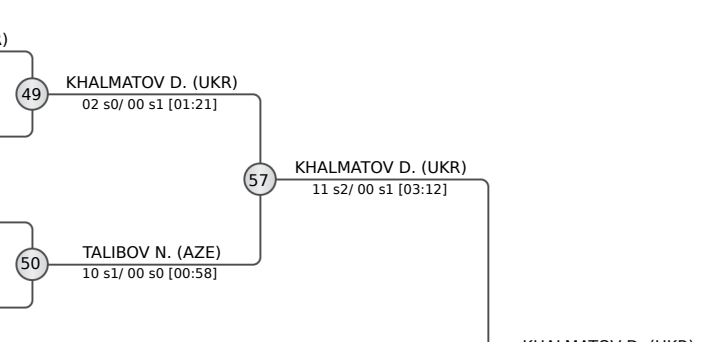 KHALMATOV D. (UKR)
49
02 s0/ 00 s1 [01:21]
KHALMATOV D. (UKR)
57
11 s2/ 00 s1 [03:12]
TALIBOV N. (AZE)
50
10 s1/ 00 s0 [00:58]